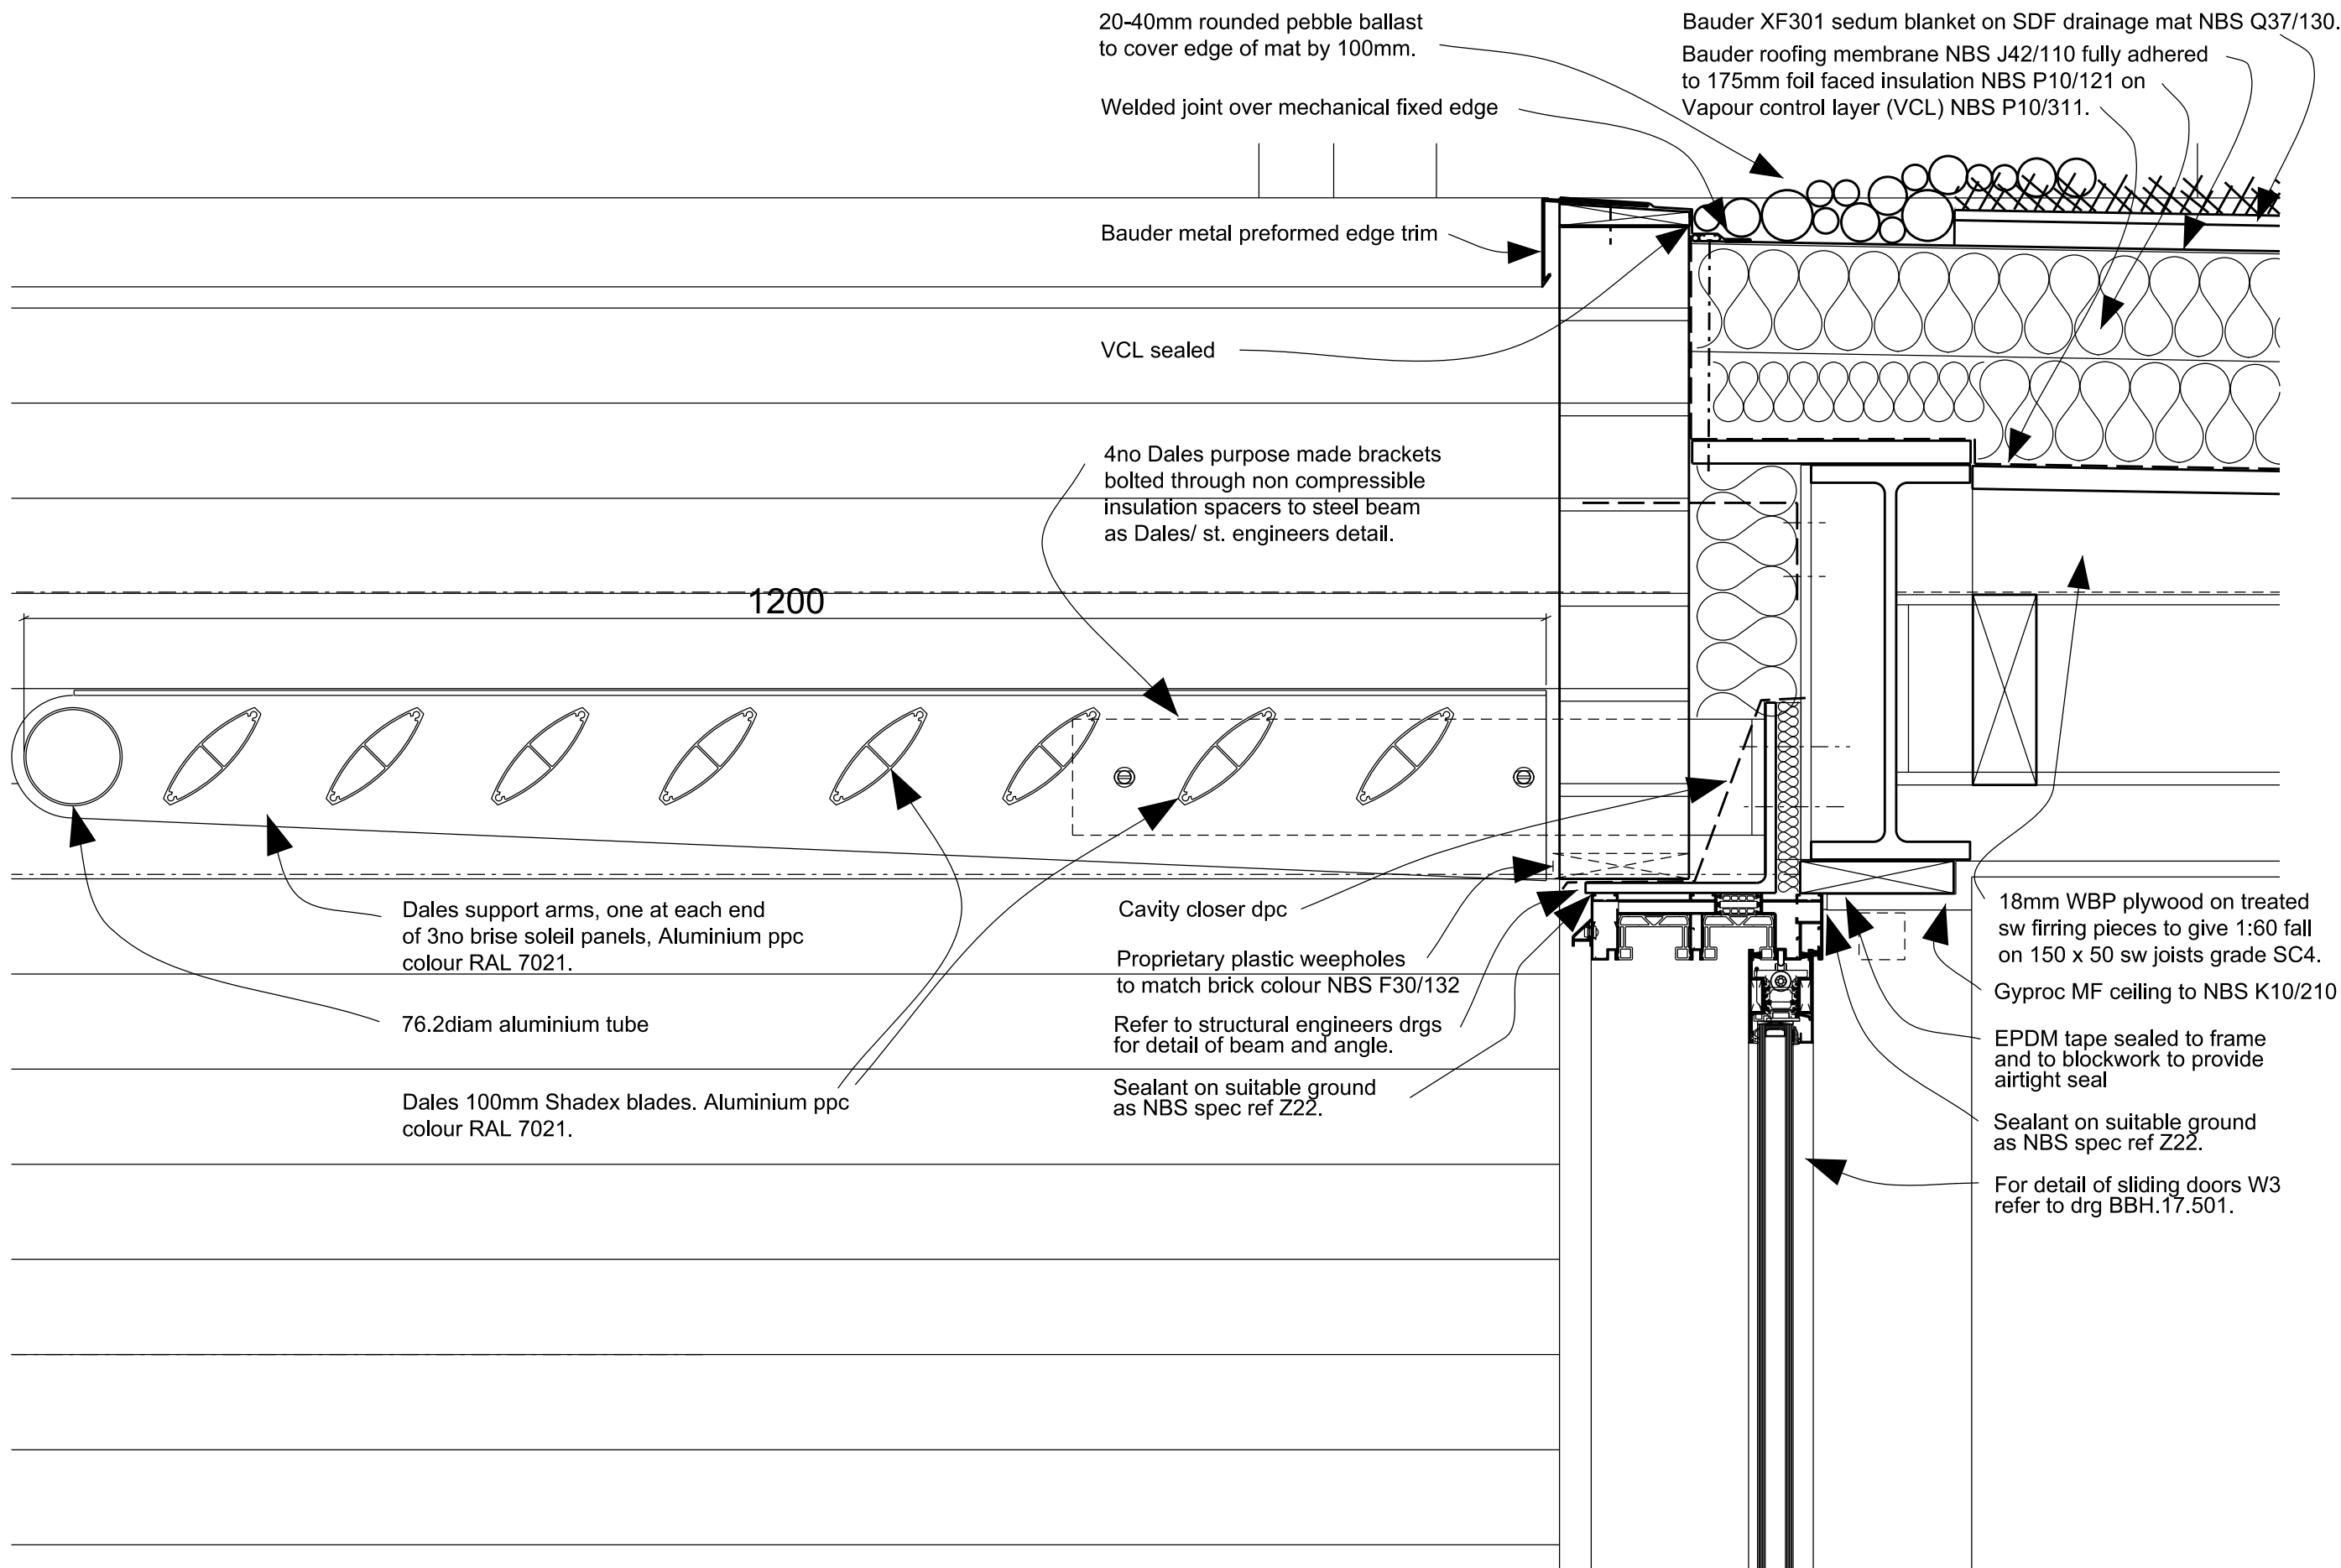 20-40mm rounded pebble ballast
to cover edge of mat by 100mm.
Welded joint over mechanical fixed edge
Bauder XF301 sedum blanket on SDF drainage mat NBS Q37/130.
Bauder roofing membrane NBS J42/110 fully adhered
to 175mm foil faced insulation NBS P10/121 on
Vapour control layer (VCL) NBS P10/311.
Bauder metal preformed edge trim
VCL sealed
4no Dales purpose made brackets
bolted through non compressible
insulation spacers to steel beam
as Dales/ st. engineers detail.
1200
Dales support arms, one at each end
of 3no brise soleil panels, Aluminium ppc
colour RAL 7021.
76.2diam aluminium tube
Dales 100mm Shadex blades. Aluminium ppc
colour RAL 7021.
Cavity closer dpc
Proprietary plastic weepholes
to match brick colour NBS F30/132
Refer to structural engineers drgs
for detail of beam and angle.
Sealant on suitable ground
as NBS spec ref Z22.
18mm WBP plywood on treated
sw firring pieces to give 1:60 fall
on 150 x 50 sw joists grade SC4.
Gyproc MF ceiling to NBS K10/210
EPDM tape sealed to frame
and to blockwork to provide
airtight seal
Sealant on suitable ground
as NBS spec ref Z22.
For detail of sliding doors W3
refer to drg BBH.17.501.